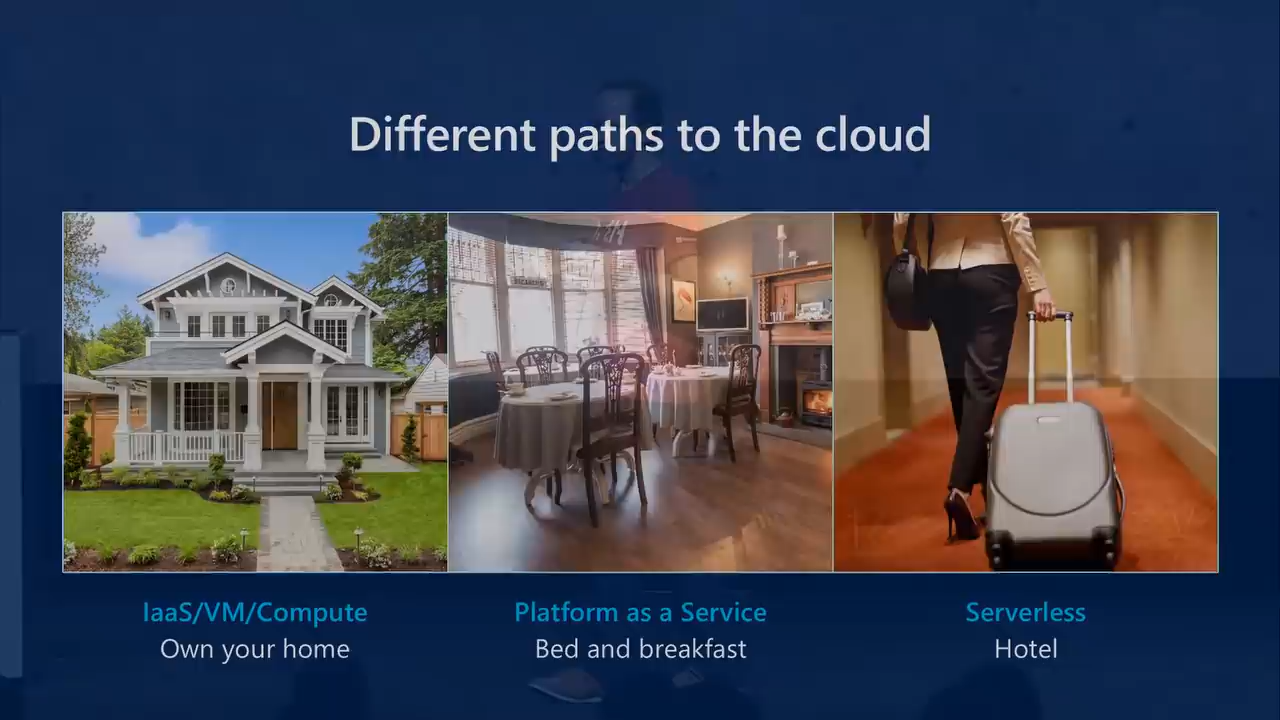 Different paths to the cloud
IaaS/VM/Compute
Own your home
Platform as a Service
Bed and breakfast
Serverless
Hotel